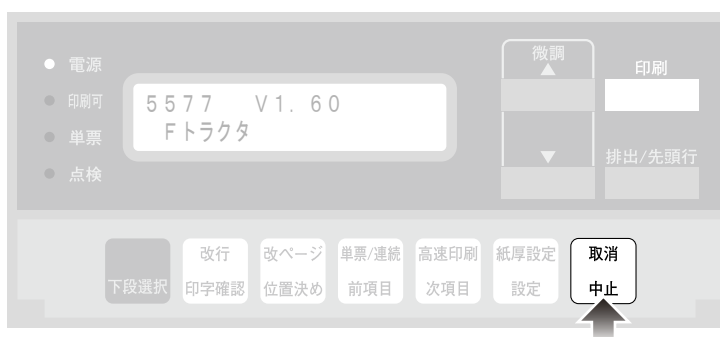 電源
印刷可
単票
点検
5577 V1.60
Fトラクタ
微調
印刷
排出/先頭行
下段選択
改行
印字確認
改ページ
位置決め
単票/連続
前項目
高速印刷
次項目
紙厚設定
設定
取消
中止